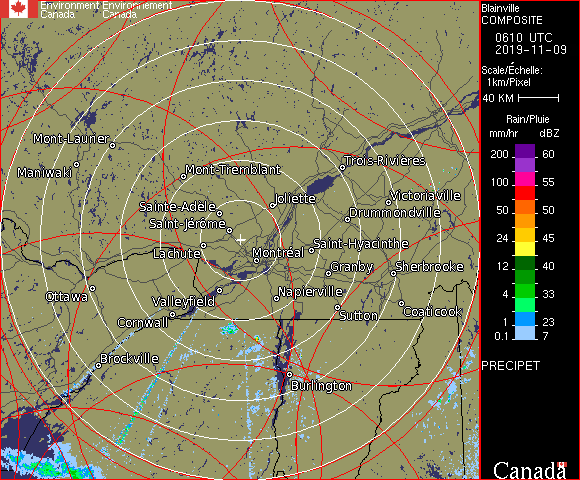 Environment Environnement
Canada Canada
Blainville
COMPOSITE
0610 UTC
2019-11-09
Scale/Échelle:
1km/Pixel
40 KM
Rain/Pluie
mm/hr dBZ
200 60
100 55
50 50
24 45
12 40
4 33
1 23
0.1 7
PRECIPET
Canada
Mont-Laurier
Maniwaki
Mont-Tremblant
Trois-Rivières
Joliette
Victoriaville
Sainte-Adèle
Drummondville
Saint-Jérôme
Saint-Hyacinthe
Lachute
Montréal
Granby
Sherbrooke
Ottawa
Valleyfield
Napierville
Sutton
Coaticook
Cornwall
Brockville
Burlington